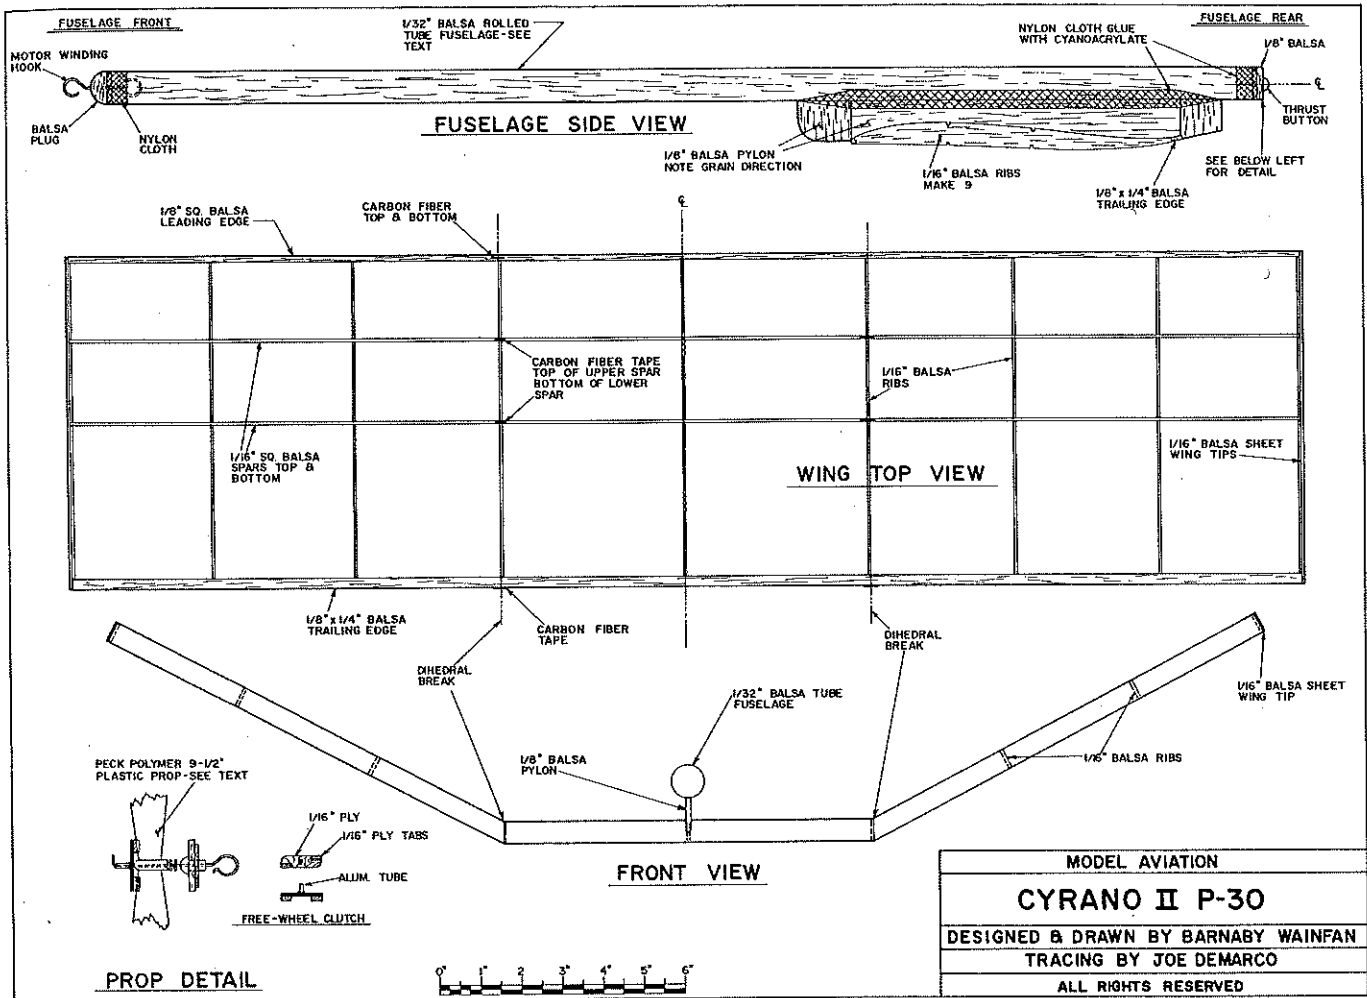 FUSELAGE FRONT
1/32" BALSA ROLLED
TUBE FUSELAGE-SEE
TEXT
NYLON CLOTH GLUE
WITH CYANOACRYLATE
FUSELAGE REAR
1/8" BALSA
MOTOR WINDING
HOOK
℄
BALSA
PLUG
NYLON
CLOTH
FUSELAGE SIDE VIEW
THRUST
BUTTON
1/8" BALSA PYLON
NOTE GRAIN DIRECTION
1/16" BALSA RIBS
MAKE 9
1/8" x 1/4" BALSA
TRAILING EDGE
SEE BELOW LEFT
FOR DETAIL
1/8" SQ. BALSA
LEADING EDGE
CARBON FIBER
TOP & BOTTOM
℄
CARBON FIBER TAPE
TOP OF UPPER SPAR
BOTTOM OF LOWER
SPAR
1/16" BALSA
RIBS
1/16" SQ. BALSA
SPARS TOP &
BOTTOM
WING TOP VIEW
1/16" BALSA SHEET
WING TIPS
1/8" x 1/4" BALSA
TRAILING EDGE
CARBON FIBER
TAPE
DIHEDRAL
BREAK
DIHEDRAL
BREAK
1/32" BALSA TUBE
FUSELAGE
1/8" BALSA
PYLON
1/16" BALSA SHEET
WING TIP
1/16" BALSA RIBS
FRONT VIEW
PECK POLYMER 9-1/2"
PLASTIC PROP-SEE TEXT
1/16" PLY
1/16" PLY TABS
ALUM. TUBE
FREE-WHEEL CLUTCH
PROP DETAIL
0" 1" 2" 3" 4" 5" 6"
MODEL AVIATION
CYRANO II P-30
DESIGNED & DRAWN BY BARNABY WAINFAN
TRACING BY JOE DEMARCO
ALL RIGHTS RESERVED